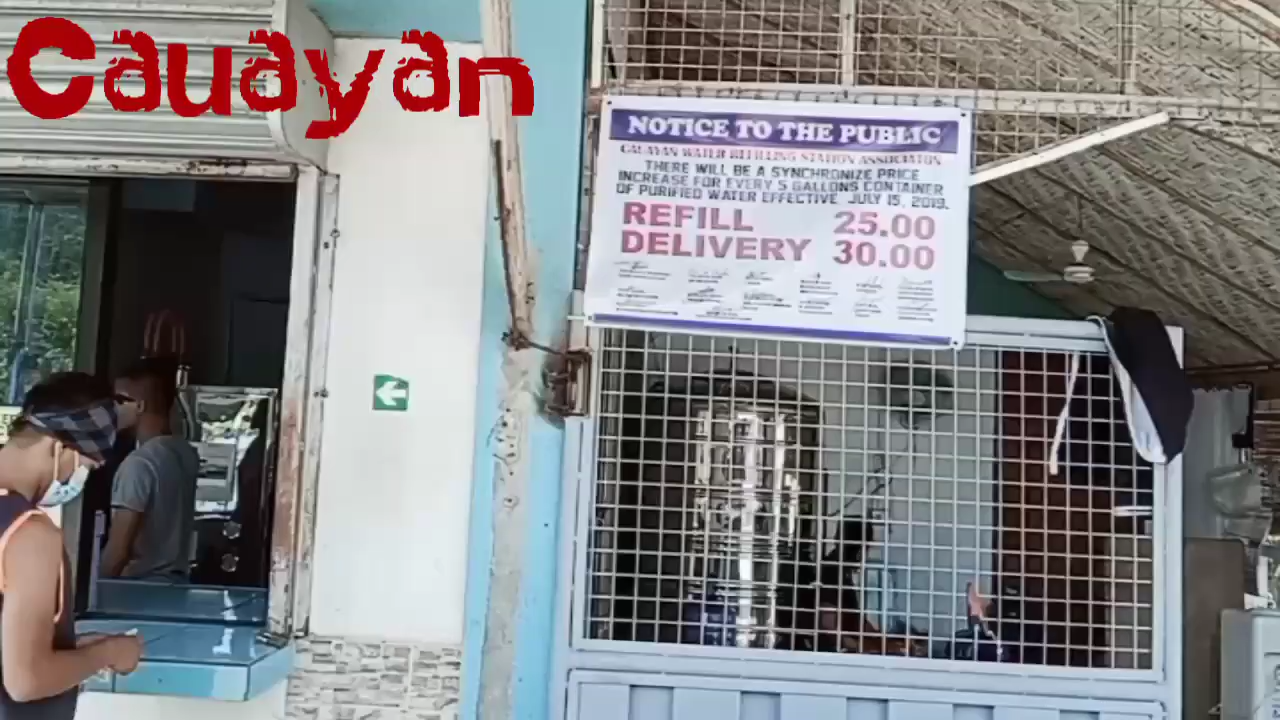 Cauayan
NOTICE TO THE PUBLIC
CAUAYAN WATER REFILLING STATION ASSOCIATON
THERE WILL BE A SYNCHRONIZE PRICE
INCREASE FOR EVERY 5 GALLONS CONTAINER
OF PURIFIED WATER EFFECTIVE JULY 15, 2019.
REFILL 25.00
DELIVERY 30.00